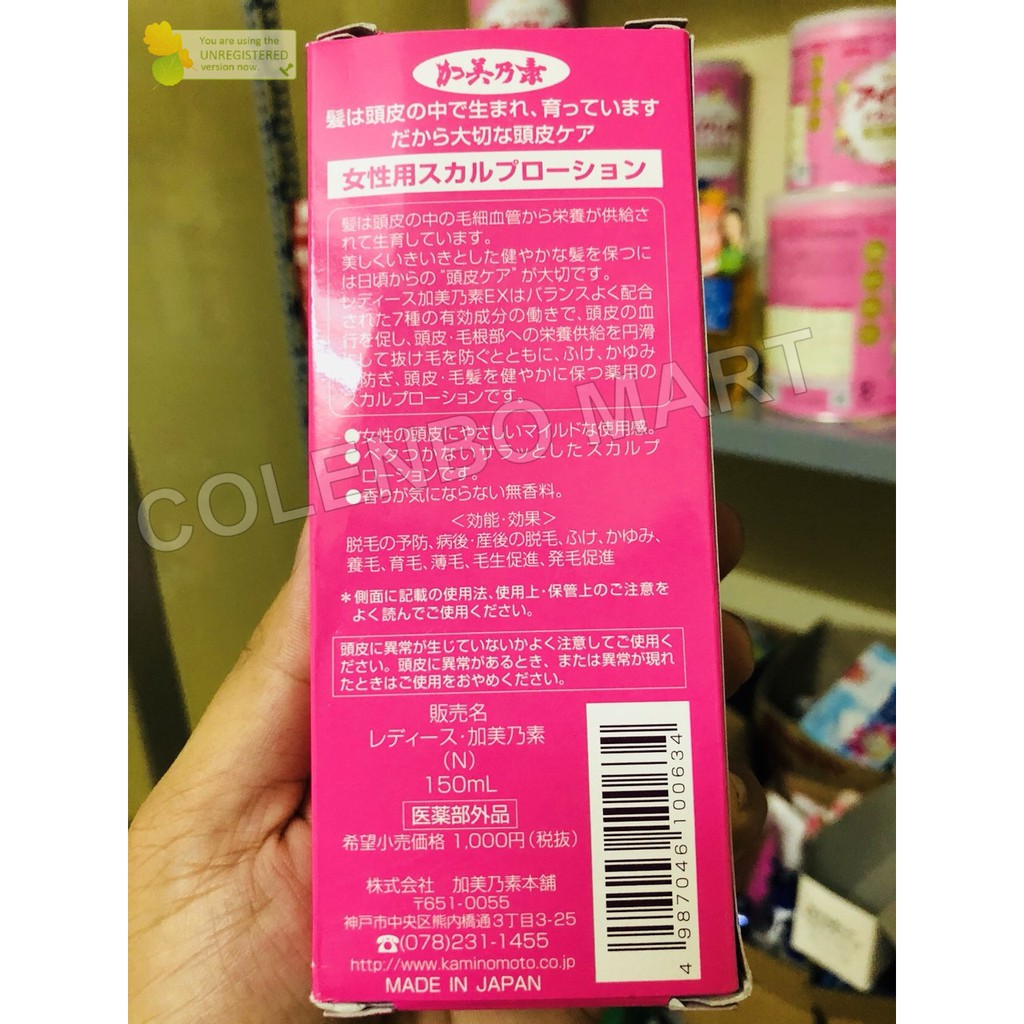 You are using the
UNREGISTERED
version now.
加美乃素
髪は頭皮の中で生まれ、育っています
だから大切な頭皮ケア
女性用スカルプローション
髪は頭皮の中の毛細血管から栄養が供給さ
れて生育しています。
美しくいきいきとした健やかな髪を保つに
は日頃からの“頭皮ケア”が大切です。
レディース加美乃素EXはバランスよく配合
された7種の有効成分の働きで、頭皮の血
行を促し、頭皮・毛根部への栄養供給を円滑
にして抜け毛を防ぐとともに、ふけ、かゆみ
防ぎ、頭皮・毛髪を健やかに保つ薬用の
スカルプローションです。
●女性の頭皮にやさしいマイルドな使用感。
●ベタつかないサラッとしたスカルプ
ローションです。
●香りが気にならない無香料。
COLENBO MART
＜効能・効果＞
脱毛の予防、病後・産後の脱毛、ふけ、かゆみ、
養毛、育毛、薄毛、毛生促進、発毛促進
＊側面に記載の使用法、使用上・保管上のご注意を
よく読んでご使用ください。
頭皮に異常が生じていないかよく注意してご使用く
ださい。頭皮に異常があるとき、または異常が現れ
たときはご使用をおやめください。
販売名
レディース・加美乃素
（N）
150mL
医薬部外品
希望小売価格 1,000円（税抜）
株式会社 加美乃素本舗
〒651-0055
神戸市中央区熊内橋通3丁目3-25
☎(078)231-1455
http://www.kaminomoto.co.jp
MADE IN JAPAN
4 987046 100634